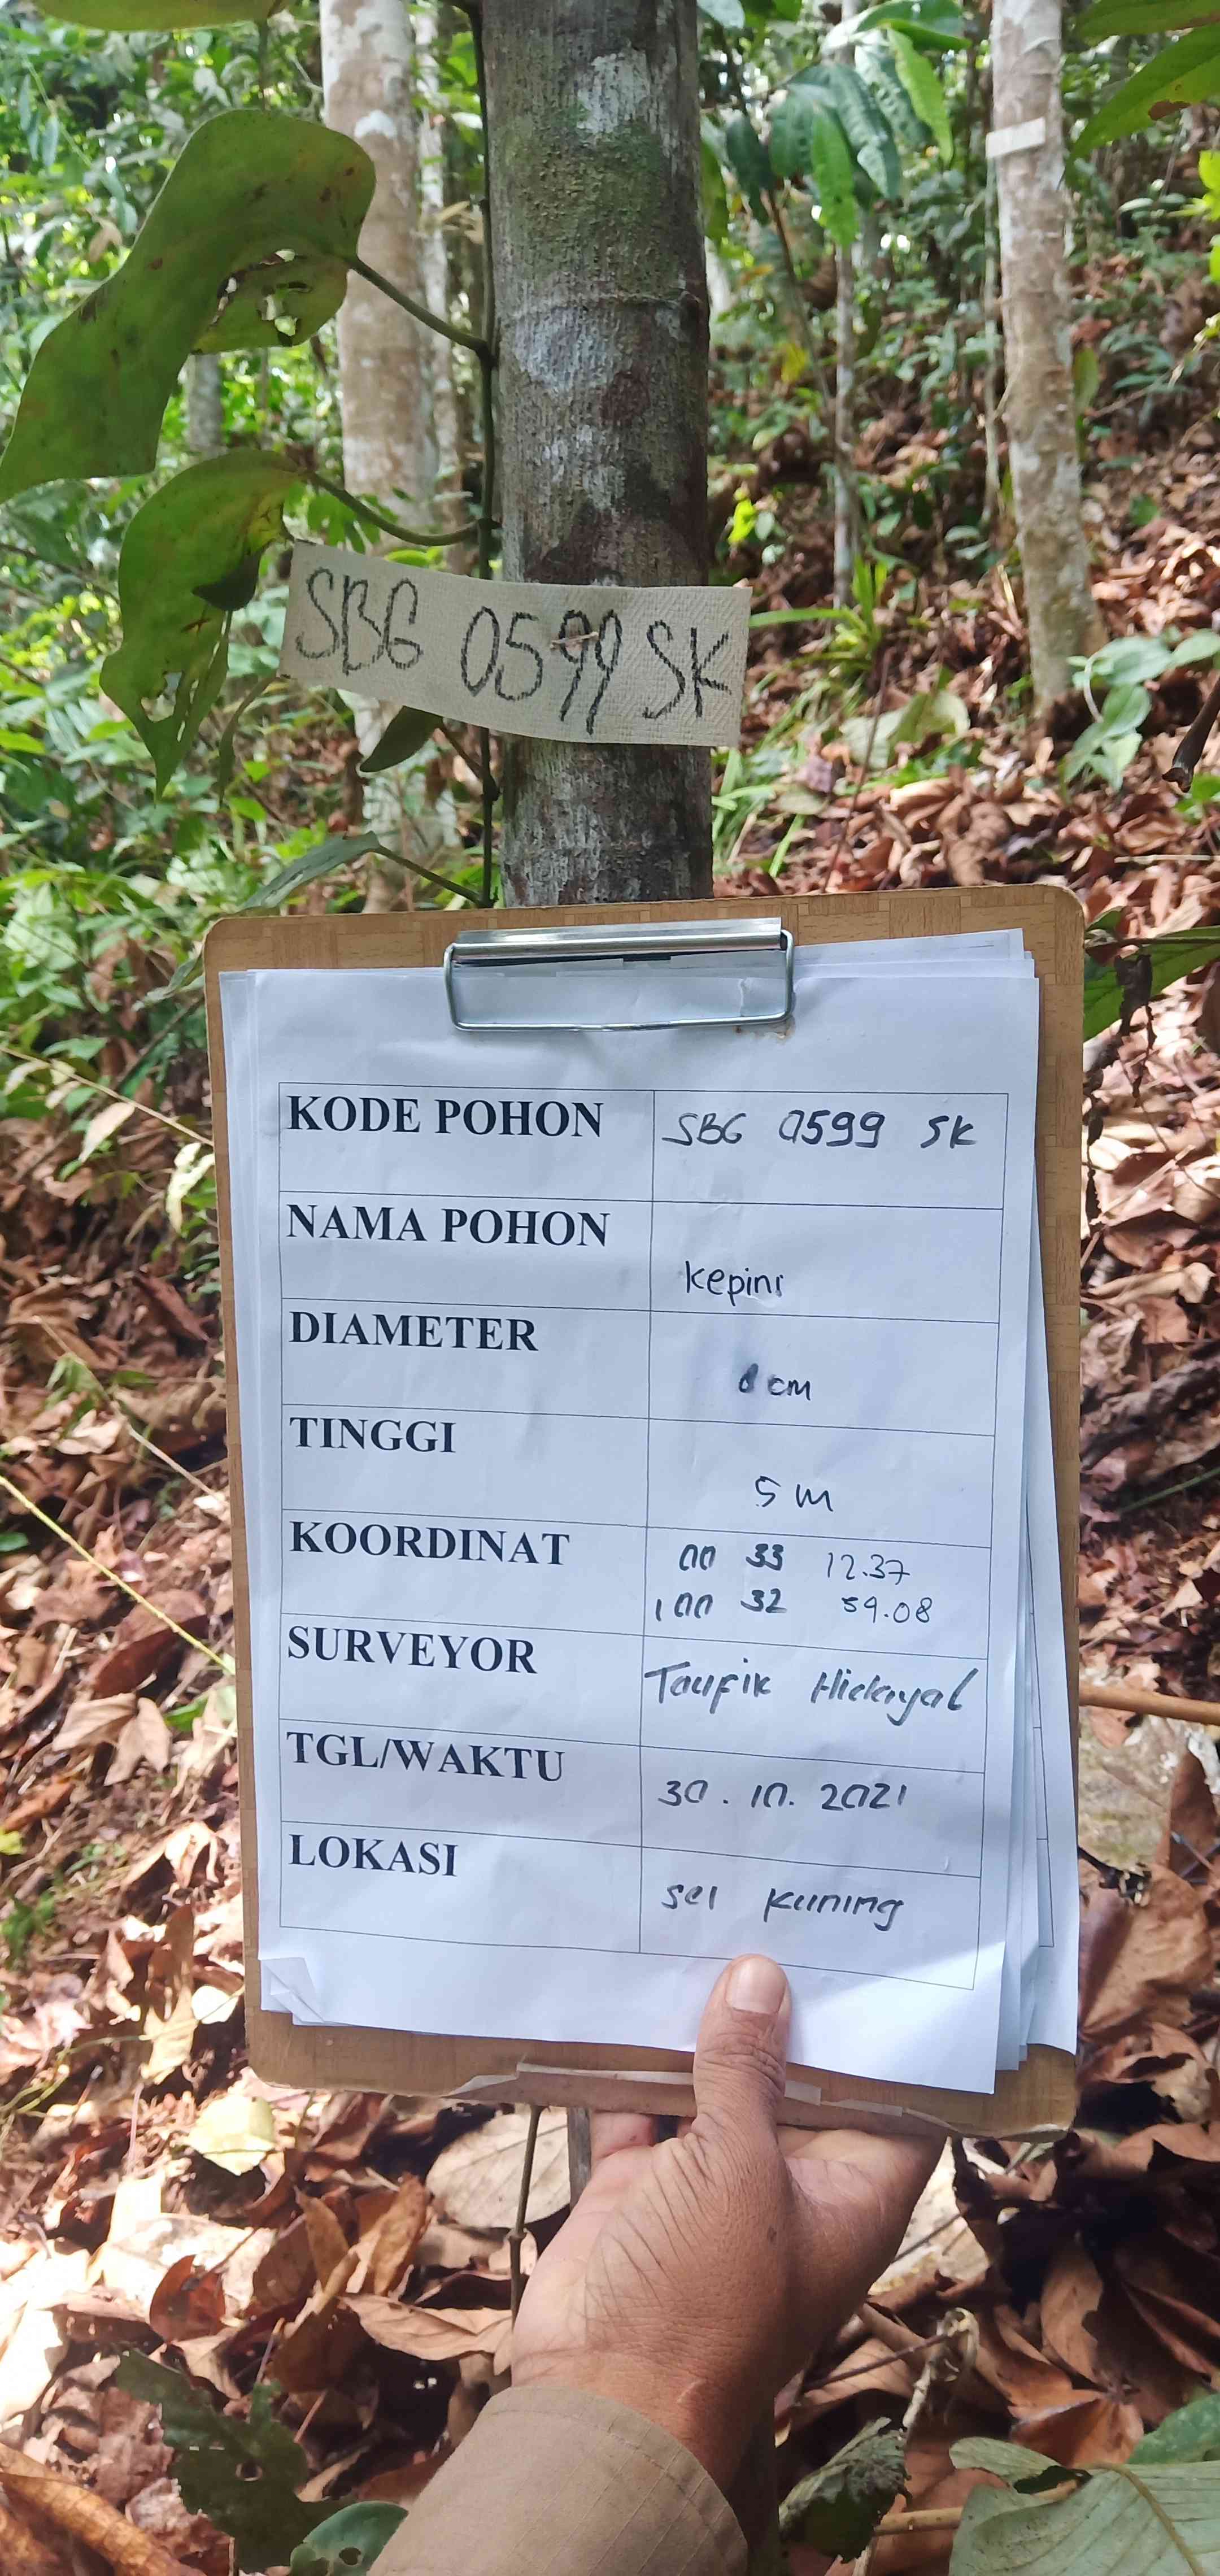 SBG 0599 SK
KODE POHON SBG 0599 SK
NAMA POHON Kepini
DIAMETER 8 cm
TINGGI 5 m
KOORDINAT 00 33 12.37
100 32 59.08
SURVEYOR Taufik Hidayat
TGL/WAKTU 30.10.2021
LOKASI sei kuning